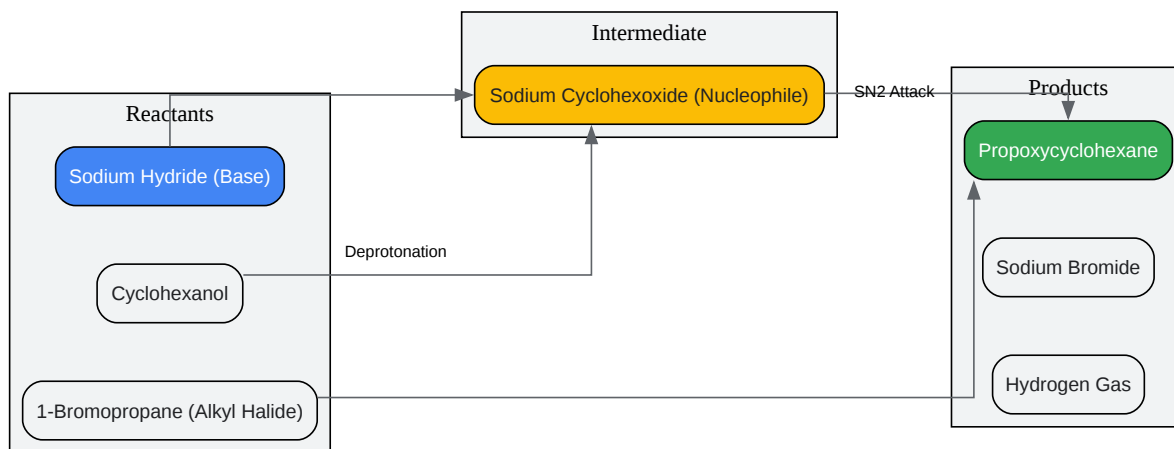 Reactants
Sodium Hydride (Base)
Cyclohexanol
1-Bromopropane (Alkyl Halide)
Deprotonation
Intermediate
Sodium Cyclohexoxide (Nucleophile)
SN2 Attack
Products
Propoxycyclohexane
Sodium Bromide
Hydrogen Gas